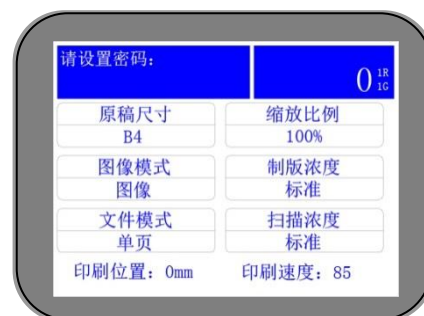 请设置密码：
0 1R
1G
原稿尺寸 缩放比例
B4 100%
图像模式 制版浓度
图像 标准
文件模式 扫描浓度
单页 标准
印刷位置：0mm 印刷速度：85